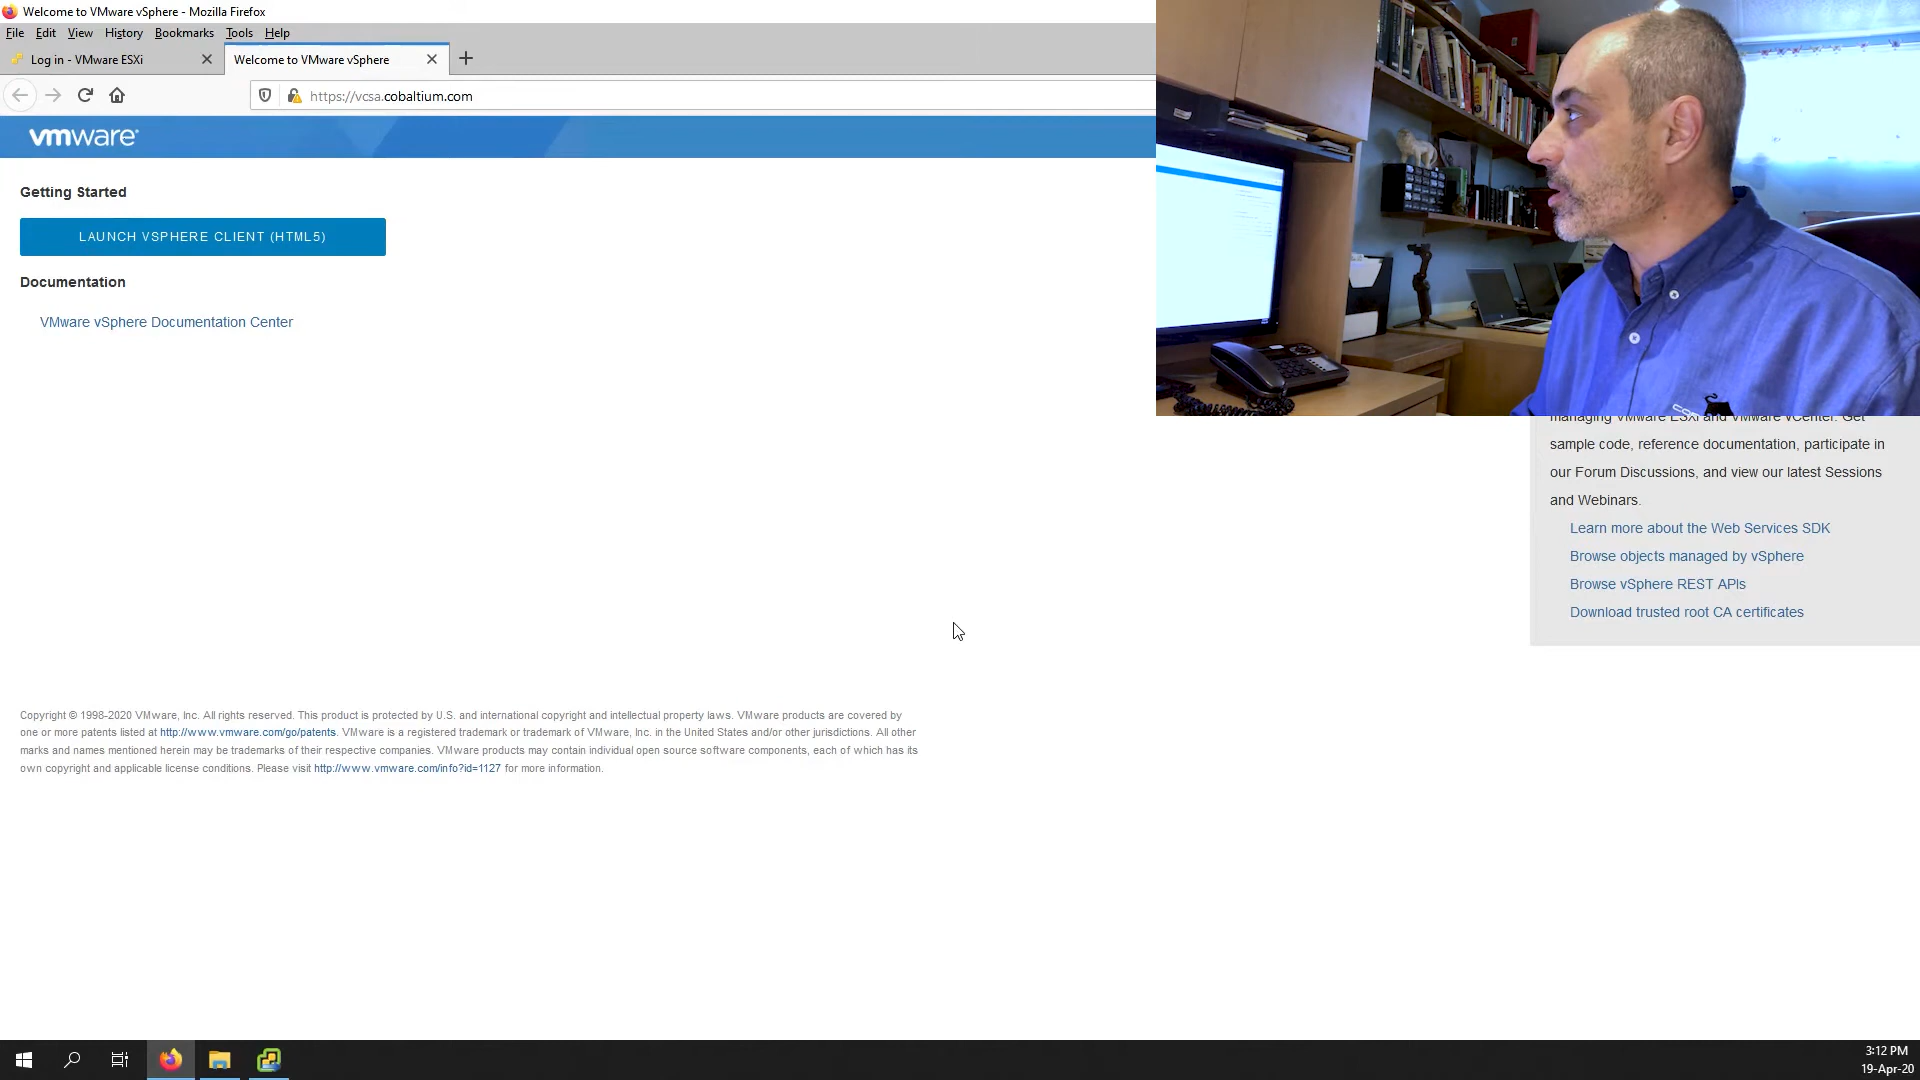 Welcome to VMware vSphere - Mozilla Firefox
File Edit View History Bookmarks Tools Help
Log in - VMware ESXi
Welcome to VMware vSphere
https://vcsa.cobaltium.com
vmware
Getting Started
LAUNCH VSPHERE CLIENT (HTML5)
Documentation
VMware vSphere Documentation Center
managing VMware ESXi and VMware vCenter. Get
sample code, reference documentation, participate in
our Forum Discussions, and view our latest Sessions
and Webinars.
Learn more about the Web Services SDK
Browse objects managed by vSphere
Browse vSphere REST APIs
Download trusted root CA certificates
Copyright © 1998-2020 VMware, Inc. All rights reserved. This product is protected by U.S. and international copyright and intellectual property laws. VMware products are covered by
one or more patents listed at http://www.vmware.com/go/patents. VMware is a registered trademark or trademark of VMware, Inc. in the United States and/or other jurisdictions. All other
marks and names mentioned herein may be trademarks of their respective companies. VMware products may contain individual open source software components, each of which has its
own copyright and applicable license conditions. Please visit http://www.vmware.com/info?id=1127 for more information.
3:12 PM
19-Apr-20